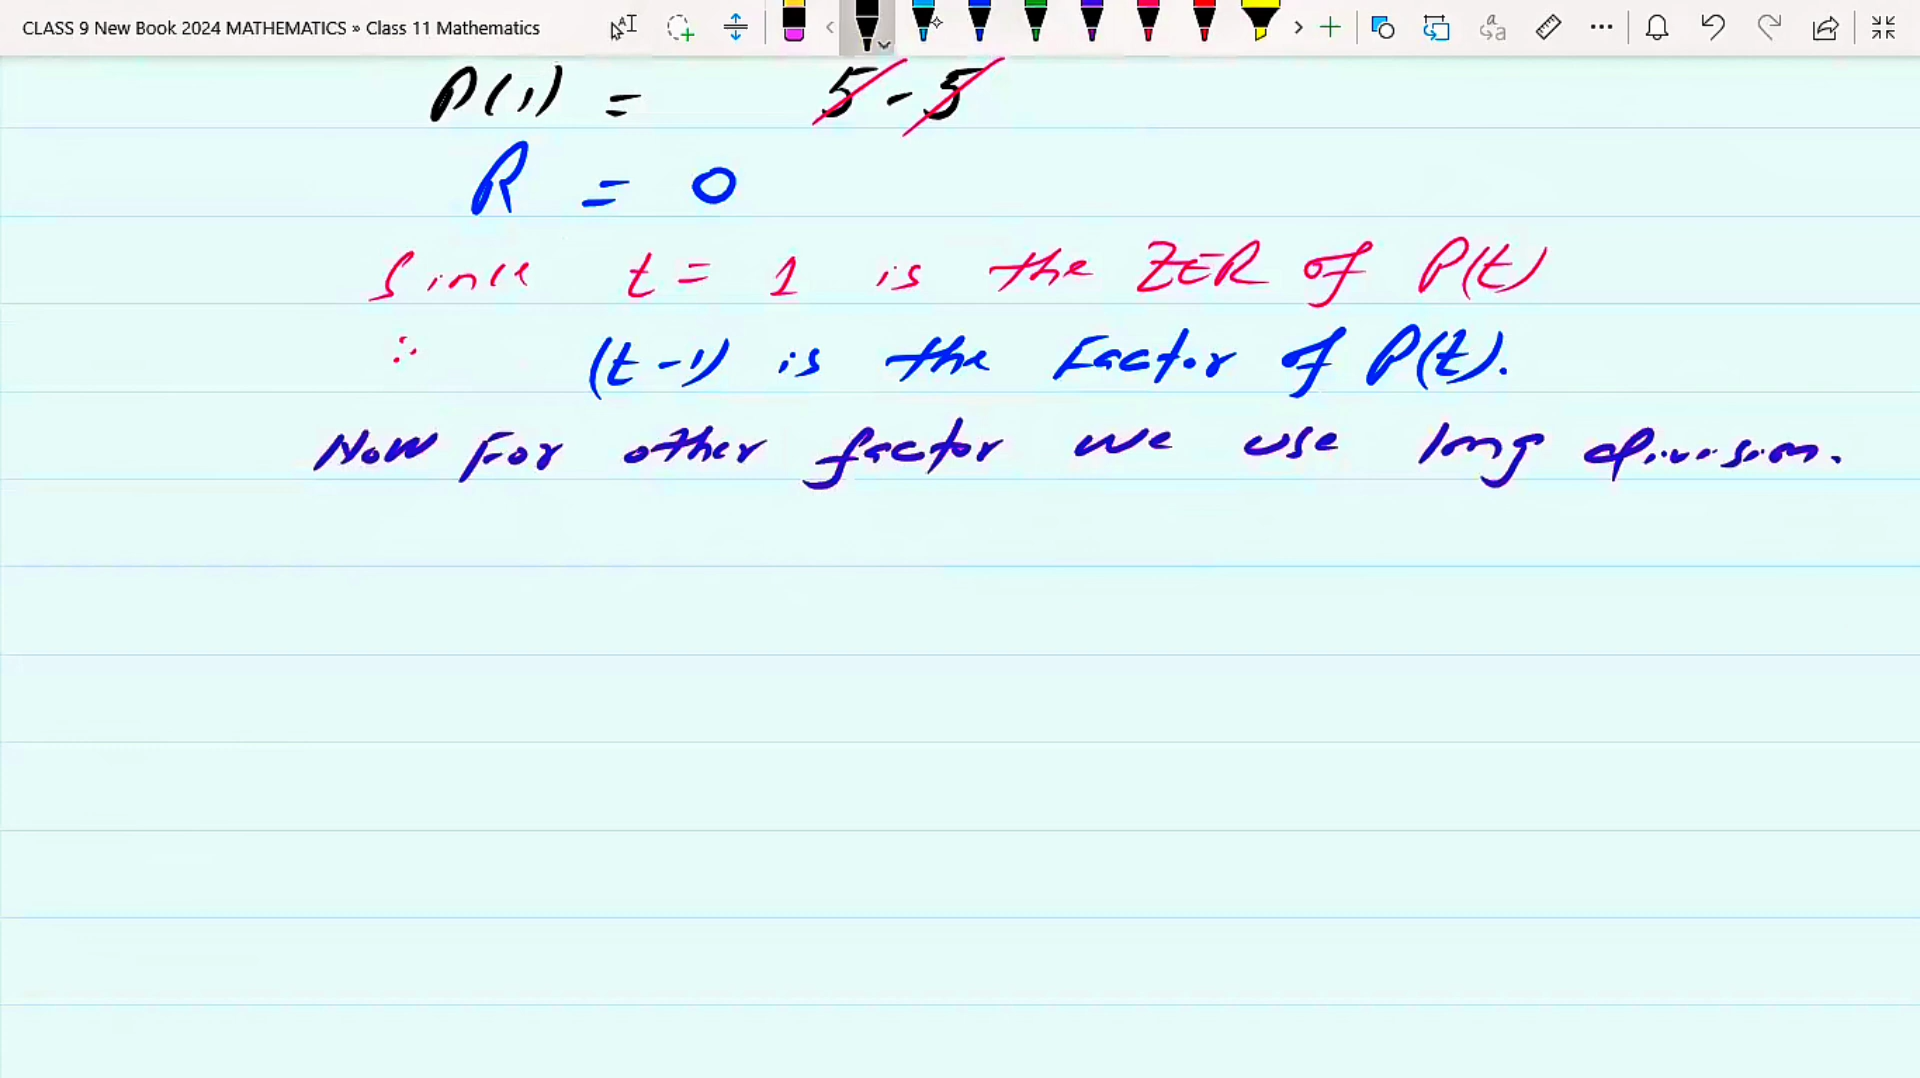 CLASS 9 New Book 2024 MATHEMATICS » Class 11 Mathematics
P(1) = 5 - 5
R = 0
Since t = 1 is the ZER of P(t)
∴ (t-1) is the Factor of P(t).
Now For other factor we use long division.